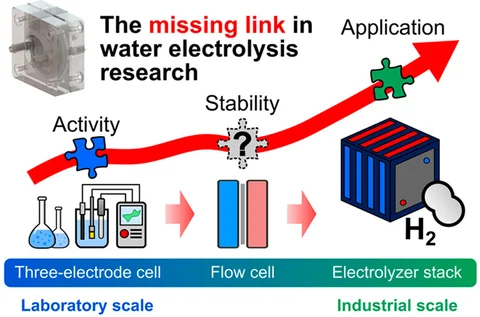 The missing link in
water electrolysis
research
Application
Stability
Activity
?
H2
Three-electrode cell
Flow cell
Electrolyzer stack
Laboratory scale
Industrial scale